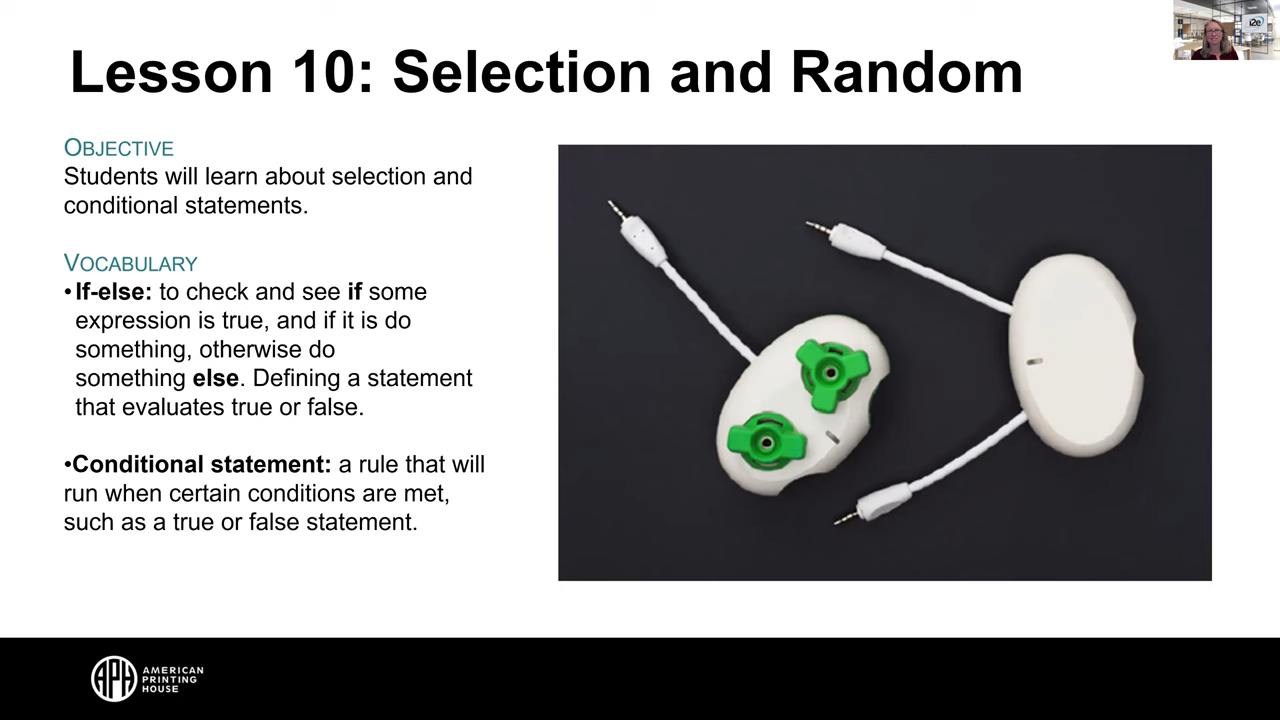 i2e
Lesson 10: Selection and Random
OBJECTIVE
Students will learn about selection and
conditional statements.
VOCABULARY
•If-else: to check and see if some
expression is true, and if it is do
something, otherwise do
something else. Defining a statement
that evaluates true or false.
•Conditional statement: a rule that will
run when certain conditions are met,
such as a true or false statement.
APH
AMERICAN
PRINTING
HOUSE